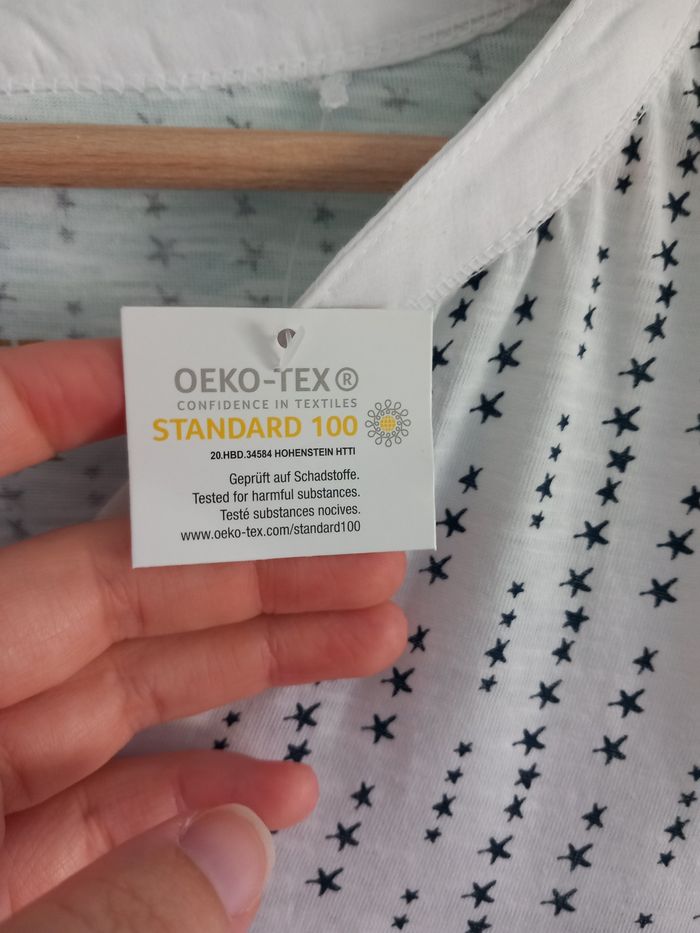 OEKO-TEX®
CONFIDENCE IN TEXTILES
STANDARD 100
20.HBD.34584 HOHENSTEIN HTTI
Geprüft auf Schadstoffe.
Tested for harmful substances.
Testé substances nocives.
www.oeko-tex.com/standard100